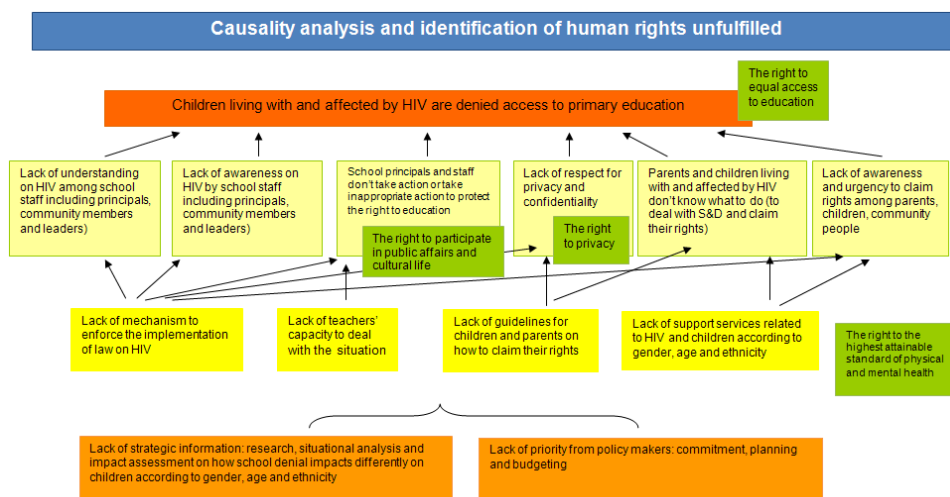 Causality analysis and identification of human rights unfulfilled
The right to
equal access
to education
Children living with and affected by HIV are denied access to primary education
Lack of understanding
on HIV among school
staff including principals,
community members
and leaders)
Lack of awareness on
HIV by school staff
including principals,
community members
and leaders)
School principals and staff
don't take action or take
inappropriate action to protect
the right to education
Lack of respect for
privacy and
confidentiality
Parents and children living
with and affected by HIV
don't know what to do (to
deal with S&D and claim
their rights)
Lack of awareness
and urgency to claim
rights among parents,
children, community
people
The right to participate
in public affairs and
cultural life
The right
to privacy
Lack of mechanism to
enforce the implementation
of law on HIV
Lack of teachers'
capacity to deal
with the situation
Lack of guidelines for
children and parents on
how to claim their rights
Lack of support services related
to HIV and children according to
gender, age and ethnicity
The right to the
highest attainable
standard of physical
and mental health
Lack of strategic information: research, situational analysis and
impact assessment on how school denial impacts differently on
children according to gender, age and ethnicity
Lack of priority from policy makers: commitment, planning
and budgeting